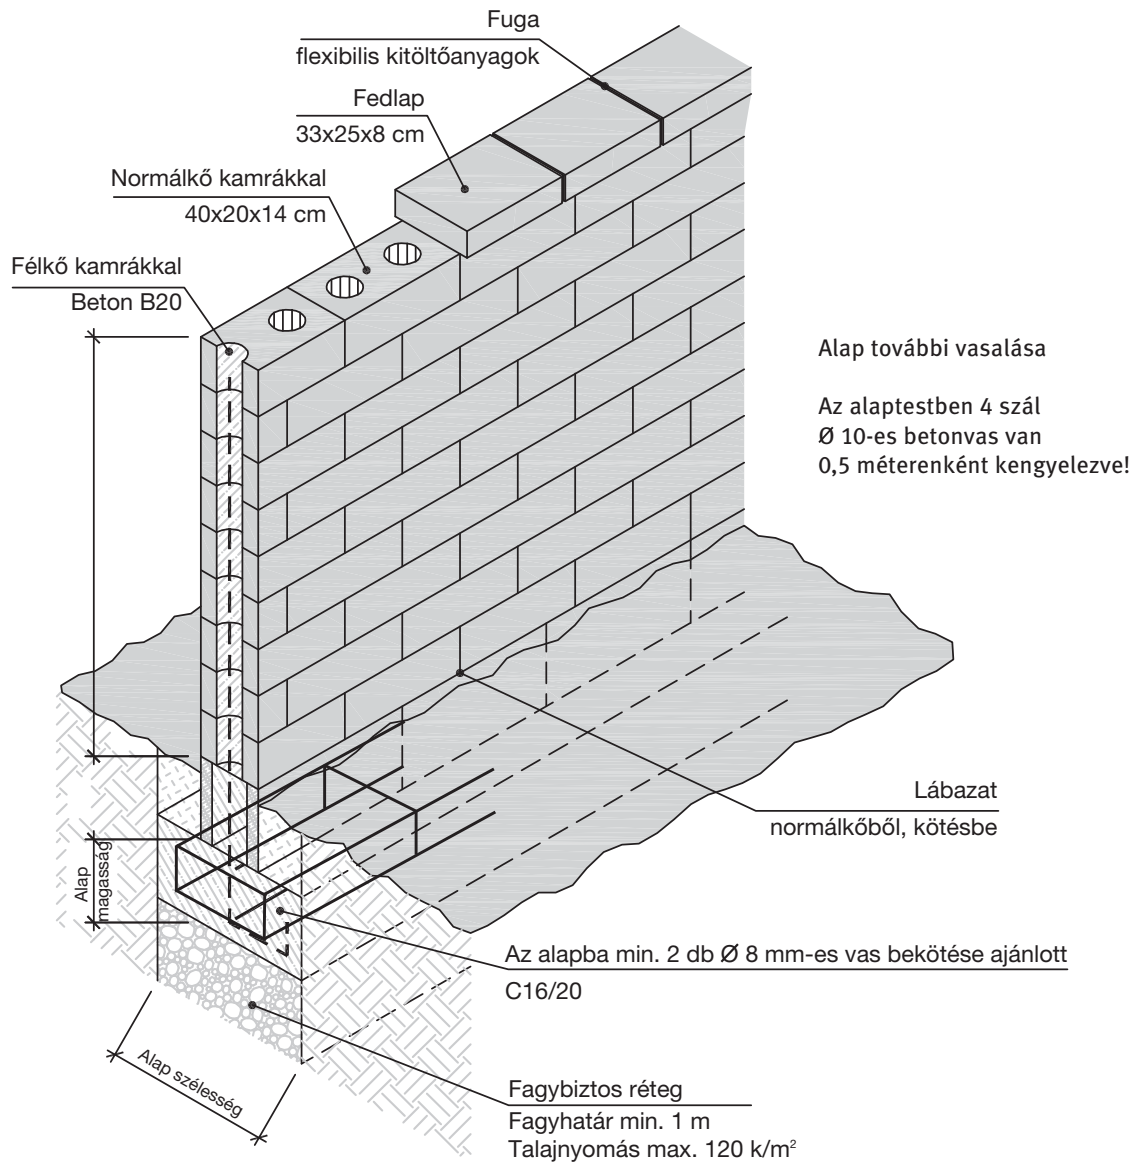 Fuga
flexibilis kitöltőanyagok
Fedlap
33x25x8 cm
Normálkő kamrákkal
40x20x14 cm
Félkő kamrákkal
Beton B20
Alap további vasalása
Az alaptestben 4 szál
Ø 10-es betonvas van
0,5 méterenként kengyelezve!
Lábazat
normálkőből, kötésbe
Alap
magasság
Az alapba min. 2 db Ø 8 mm-es vas bekötése ajánlott
C16/20
Alap szélesség
Fagybiztos réteg
Fagyhatár min. 1 m
Talajnyomás max. 120 k/m²